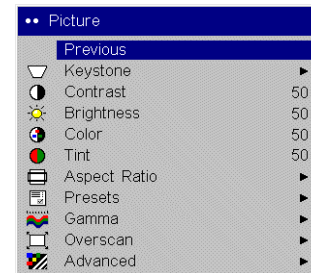 •• Picture
Previous
Keystone ▶
Contrast 50
Brightness 50
Color 50
Tint 50
Aspect Ratio ▶
Presets ▶
Gamma ▶
Overscan ▶
Advanced ▶